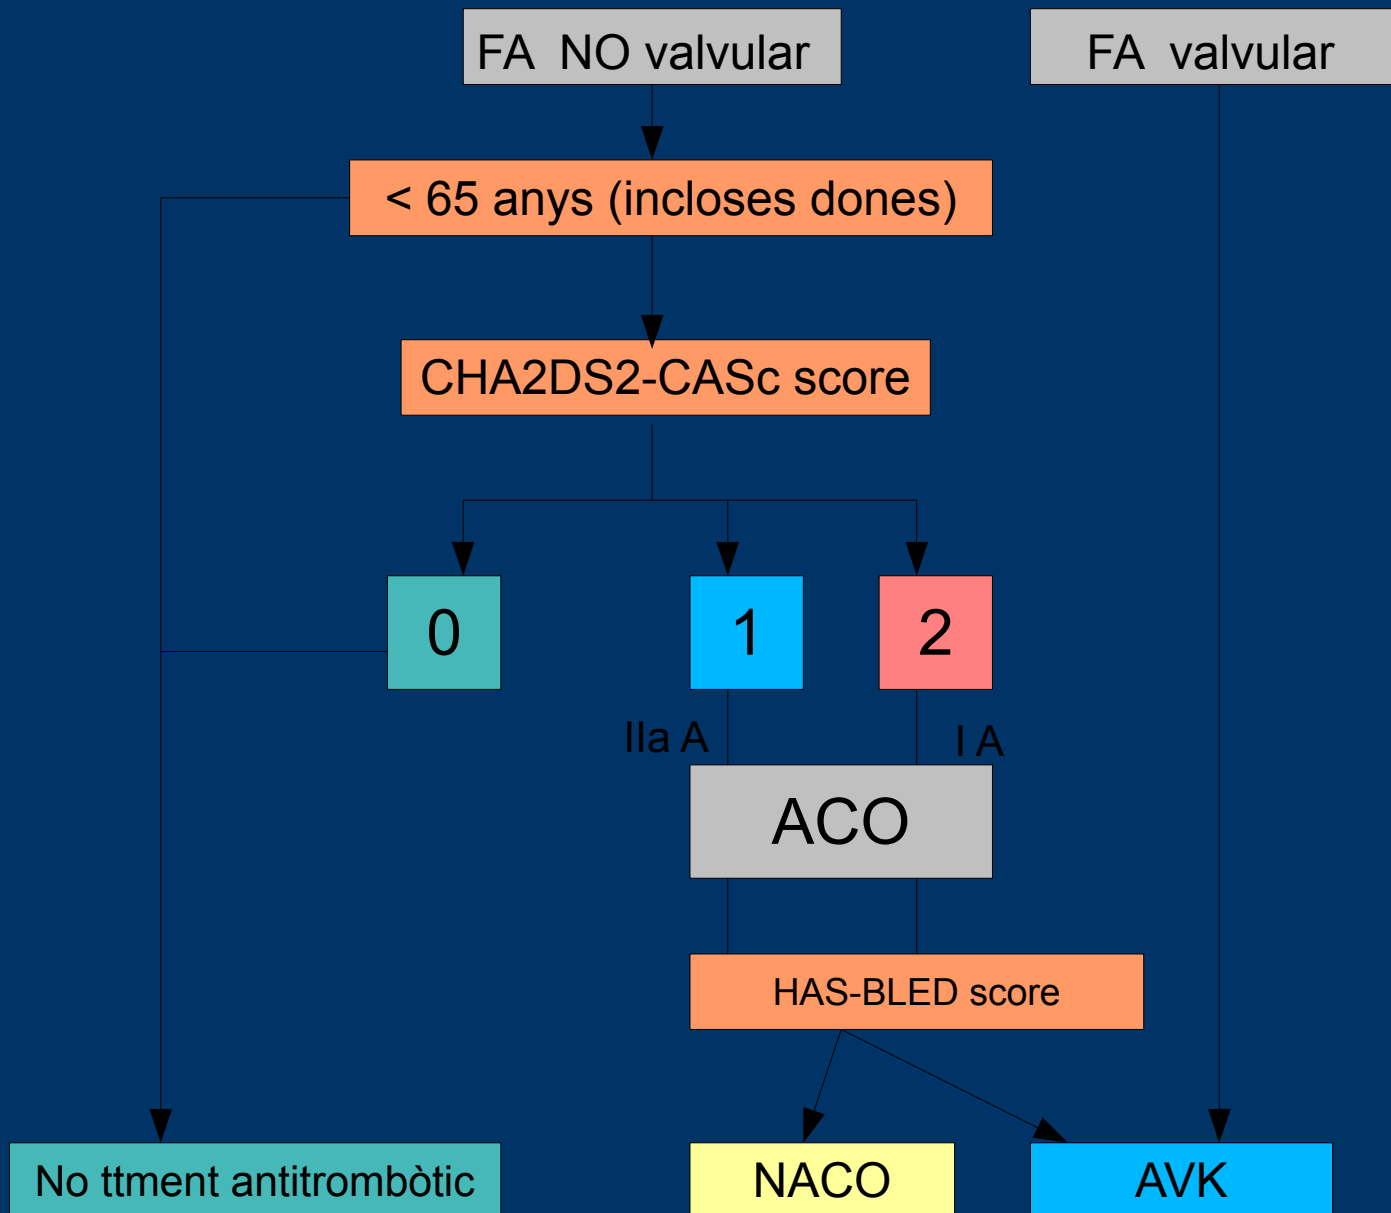 FA NO valvular
FA valvular
< 65 anys (incloses dones)
CHA2DS2-CASc score
0
1
2
IIa A
I A
ACO
HAS-BLED score
No ttment antitrombòtic
NACO
AVK